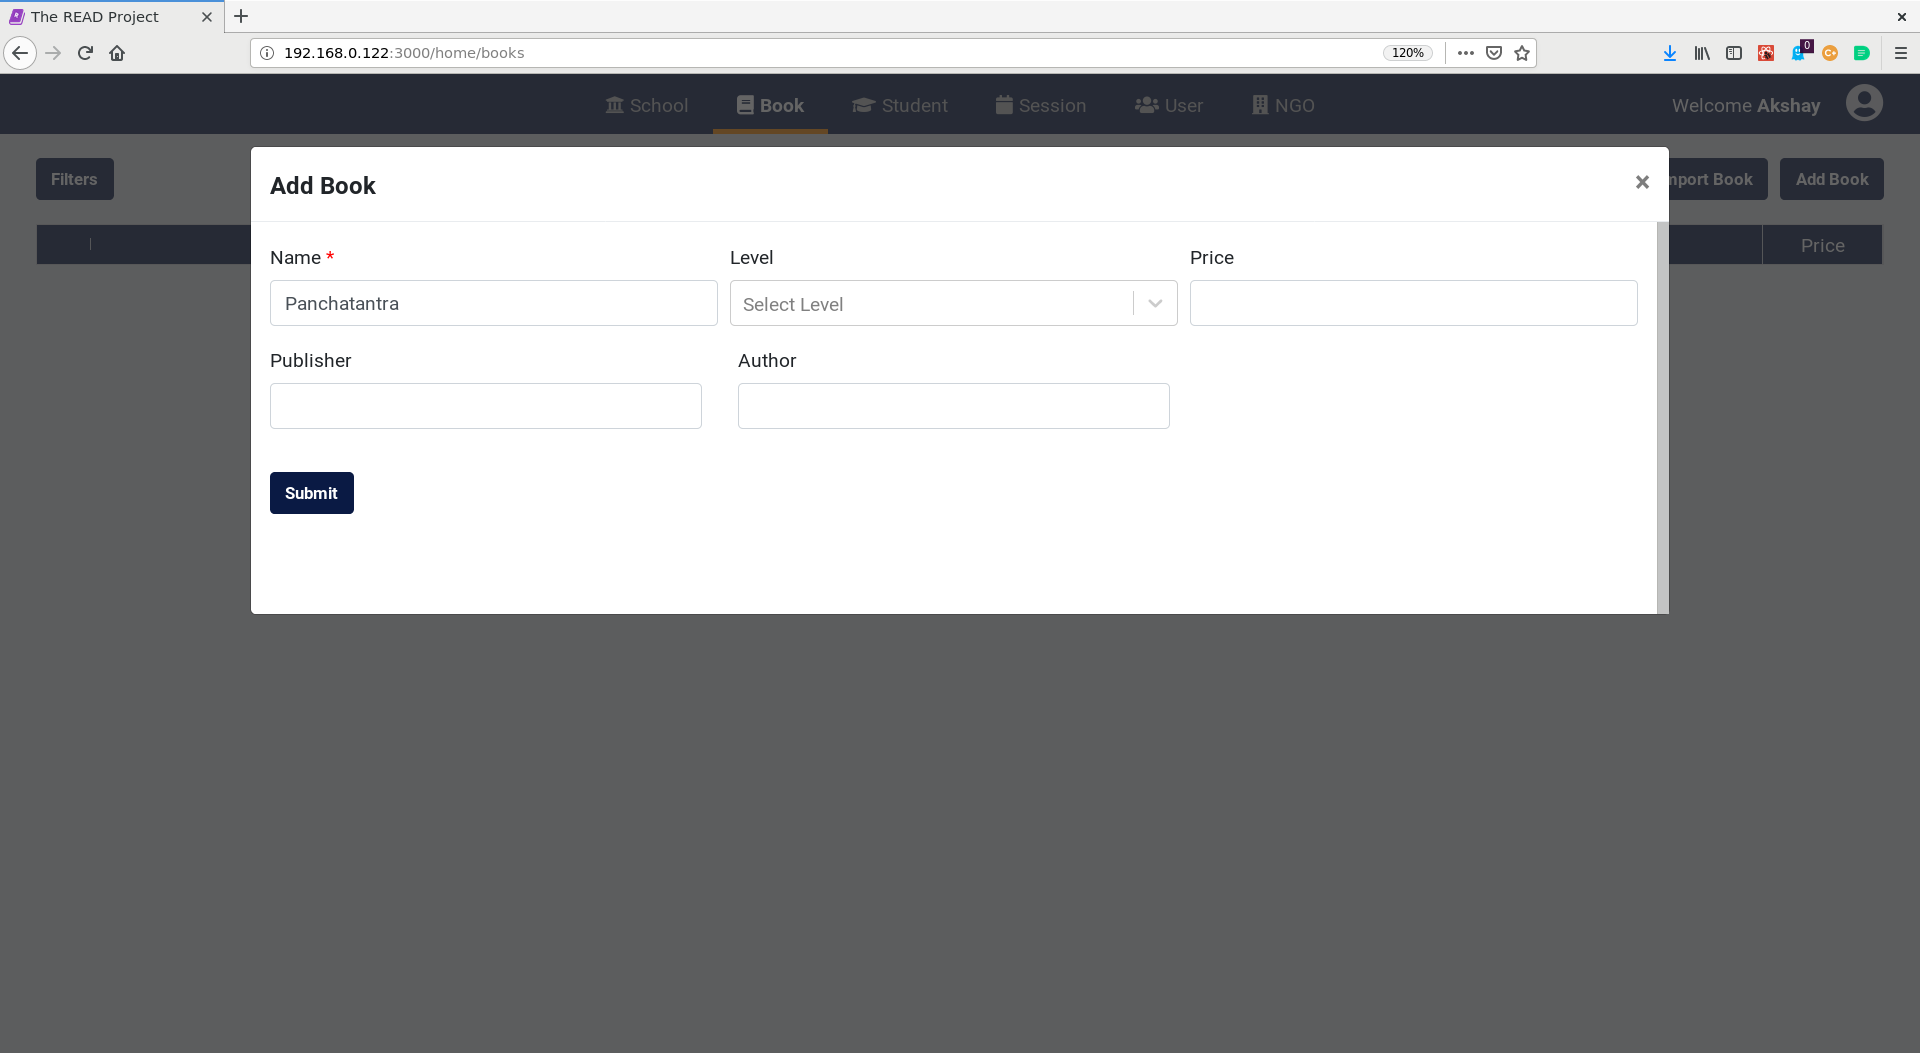 The READ Project
192.168.0.122:3000/home/books
120%
0
School Book Student Session User NGO
Welcome Akshay
Filters
Book
Add Book
Price
Add Book
Name *
Level
Price
Panchatantra
Select Level
Publisher
Author
Submit